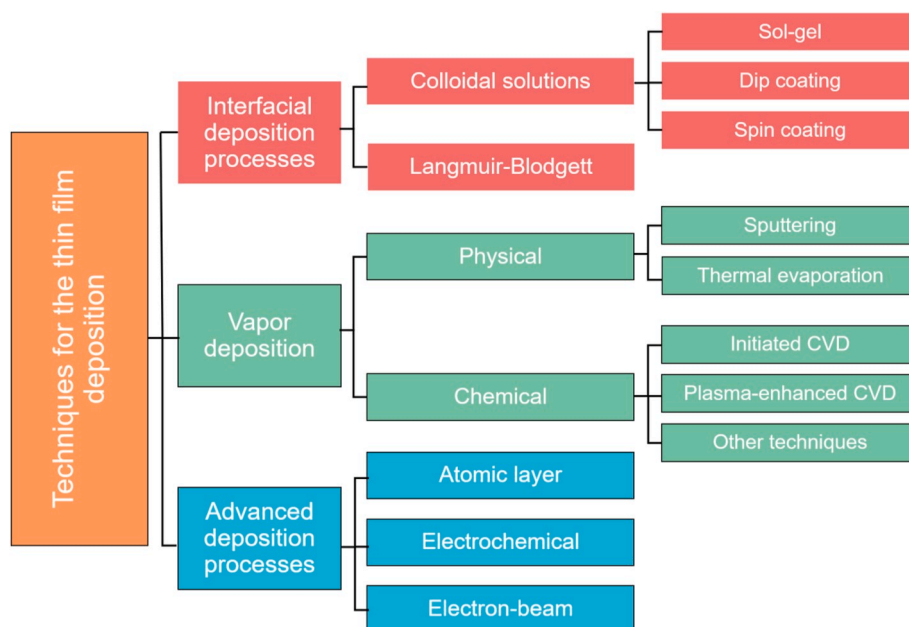 Techniques for the thin film
deposition
Interfacial
deposition
processes
Colloidal solutions
Sol-gel
Dip coating
Spin coating
Langmuir-Blodgett
Vapor
deposition
Physical
Sputtering
Thermal evaporation
Chemical
Initiated CVD
Plasma-enhanced CVD
Other techniques
Advanced
deposition
processes
Atomic layer
Electrochemical
Electron-beam